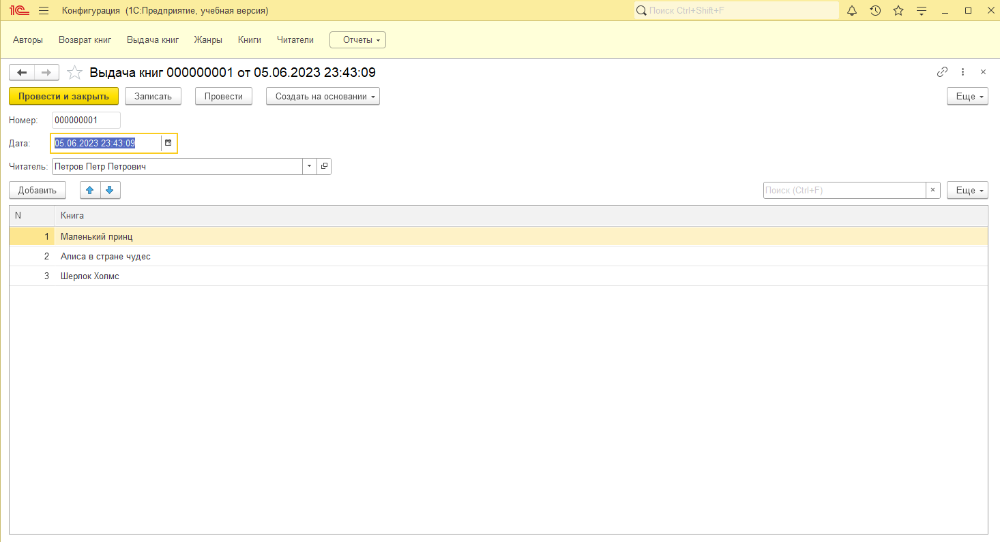 1С Конфигурация (1С:Предприятие, учебная версия) Поиск Ctrl+Shift+F
Авторы Возврат книг Выдача книг Жанры Книги Читатели Отчеты
Выдача книг 000000001 от 05.06.2023 23:43:09
Провести и закрыть Записать Провести Создать на основании Еще
Номер: 000000001
Дата: 05.06.2023 23:43:09
Читатель: Петров Петр Петрович
Добавить Поиск (Ctrl+F) × Еще
N Книга
1 Маленький принц
2 Алиса в стране чудес
3 Шерлок Холмс